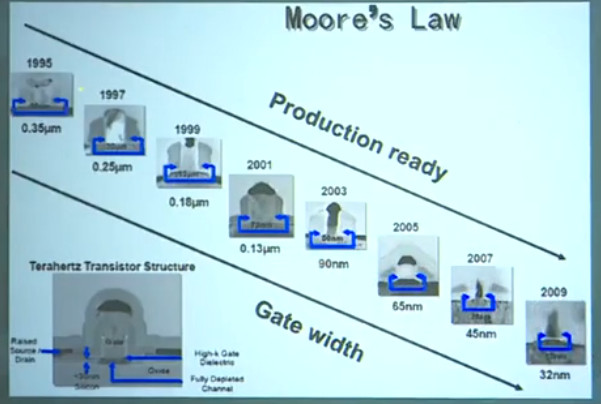 Moore's Law
1995
0.35μm
1997
0.25μm
1999
0.18μm
2001
0.13μm
2003
90nm
2005
65nm
2007
45nm
2009
32nm
Production ready
Gate width
Terahertz Transistor Structure
Raised
Source
Drain
Gate
High-k Gate
Dielectric
Oxide
Fully Depleted
Channel